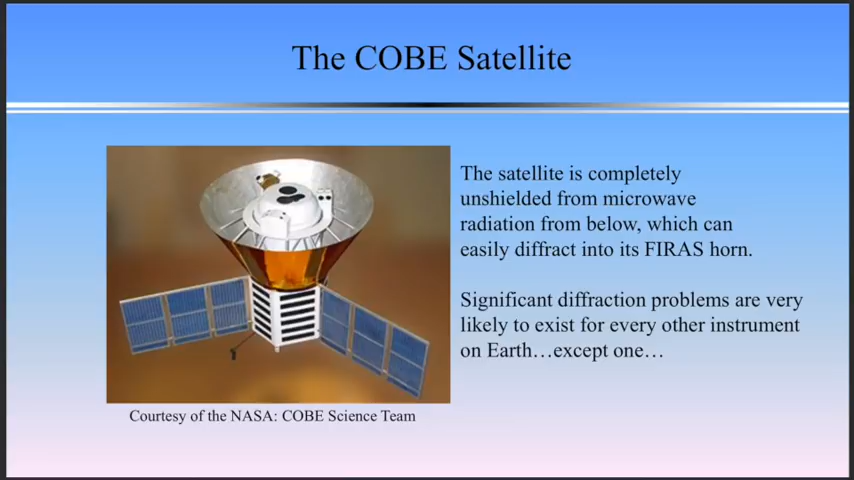 The COBE Satellite
The satellite is completely
unshielded from microwave
radiation from below, which can
easily diffract into its FIRAS horn.
Significant diffraction problems are very
likely to exist for every other instrument
on Earth…except one…
Courtesy of the NASA: COBE Science Team